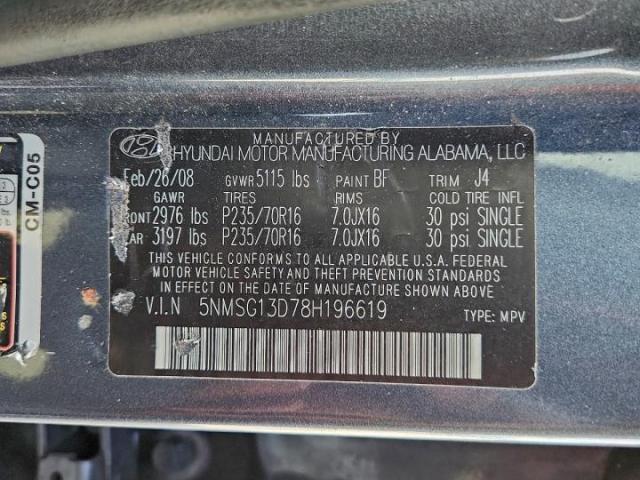 MANUFACTURED BY
HYUNDAI MOTOR MANUFACTURING ALABAMA, LLC
Feb/26/08 GVWR 5115 lbs PAINT BF TRIM J4
GAWR TIRES RIMS COLD TIRE INFL
RONT 2976 lbs P235/70R16 7.0JX16 30 psi SINGLE
EAR 3197 lbs P235/70R16 7.0JX16 30 psi SINGLE
THIS VEHICLE CONFORMS TO ALL APPLICABLE U.S.A. FEDERAL
MOTOR VEHICLE SAFETY AND THEFT PREVENTION STANDARDS
IN EFFECT ON THE DATE OF MANUFACTURE SHOWN ABOVE.
V.I.N 5NMSG13D78H196619 TYPE: MPV
CM-C05